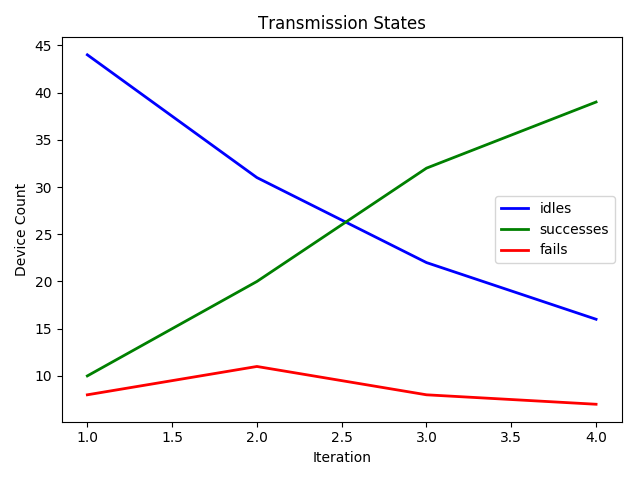 Transmission States
Device Count
45
40
35
30
25
20
15
10
idles
successes
fails
1.0 1.5 2.0 2.5 3.0 3.5 4.0
Iteration